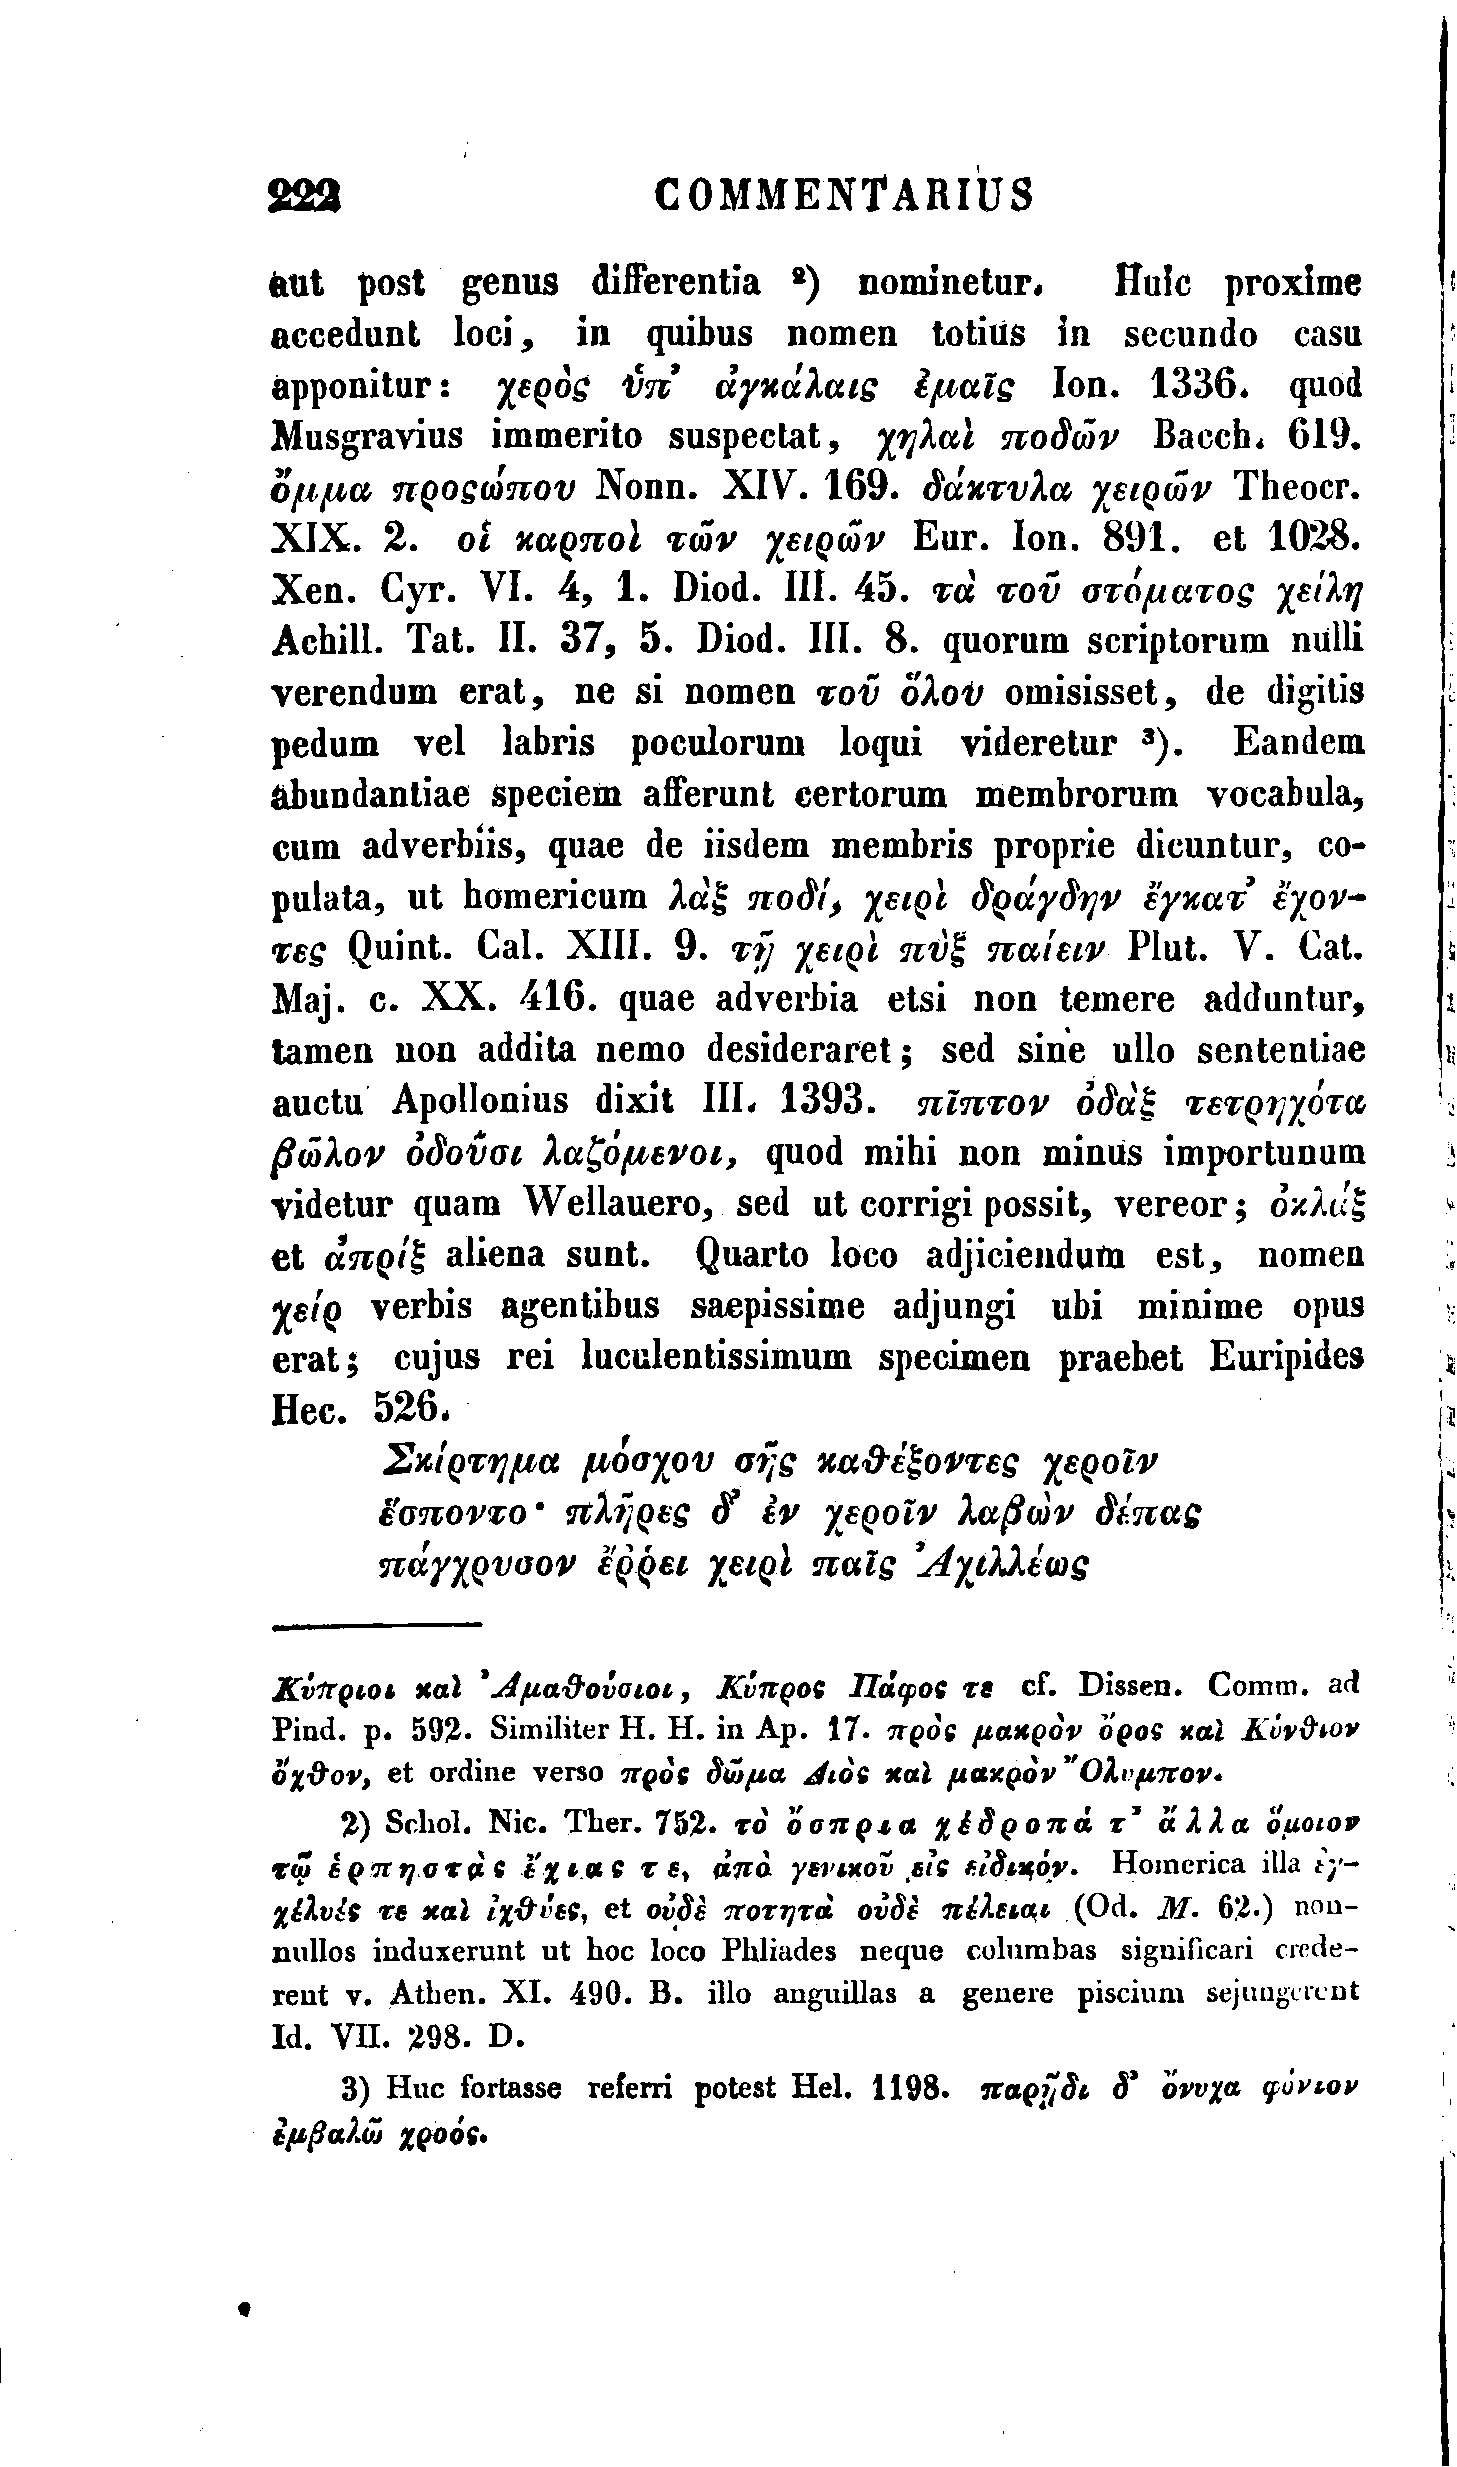 222 COMMENTARIUS
aut post genus differentia ²) nominetur. Huic proxime
accedunt loci, in quibus nomen totius in secundo casu
apponitur: χερὸς ὑπ’ ἀγκάλαις ἐμαῖς Ion. 1336. quod
Musgravius immerito suspectat, χηλαὶ ποδῶν Bacch. 619.
ὄμμα προςώπου Nonn. XIV. 169. δάκτυλα χειρῶν Theocr.
XIX. 2. οἱ καρποὶ τῶν χειρῶν Eur. Ion. 891. et 1028.
Xen. Cyr. VI. 4, 1. Diod. III. 45. τὰ τοῦ στόματος χείλη
Achill. Tat. II. 37, 5. Diod. III. 8. quorum scriptorum nulli
verendum erat, ne si nomen τοῦ ὅλου omisisset, de digitis
pedum vel labris poculorum loqui videretur ³). Eandem
abundantiae speciem afferunt certorum membrorum vocabula,
cum adverbiis, quae de iisdem membris proprie dicuntur, co-
pulata, ut homericum λὰξ ποδί, χειρὶ δράγδην ἔγκατ’ ἔχον-
τες Quint. Cal. XIII. 9. τῇ χειρὶ πὺξ παίειν Plut. V. Cat.
Maj. c. XX. 416. quae adverbia etsi non temere adduntur,
tamen non addita nemo desideraret; sed sine ullo sententiae
auctu Apollonius dixit III. 1393. πῖπτον ὀδὰξ τετρηχότα
βῶλον ὀδοῦσι λαζόμενοι, quod mihi non minus importunum
videtur quam Wellauero, sed ut corrigi possit, vereor; ὀκλάξ
et ἀπρίξ aliena sunt. Quarto loco adjiciendum est, nomen
χείρ verbis agentibus saepissime adjungi ubi minime opus
erat; cujus rei luculentissimum specimen praebet Euripides
Hec. 526.
Σκίρτημα μόσχου σῆς καθέξοντες χεροῖν
ἕσποντο· πλῆρες δ’ ἐν χεροῖν λαβὼν δέπας
πάγχρυσον ἔῤῥει χειρὶ παῖς Ἀχιλλέως
Κύπριοι καὶ Ἀμαθούσιοι, Κύπρος Πάφος τε cf. Dissen. Comm. ad
Pind. p. 592. Similiter H. H. in Ap. 17. πρὸς μακρὸν ὄρος καὶ Κύνθιον
ὄχθον, et ordine verso πρὸς δῶμα Διὸς καὶ μακρὸν Ὄλυμπον.
2) Schol. Nic. Ther. 752. τὸ ὄσπρια χέδροπά τ’ ἄλλα ὅμοιον
τῷ ἑρπηστὰς ἔχιας τε, ἀπὸ γενικοῦ εἰς εἰδικόν. Homerica illa ἐγ-
χέλυές τε καὶ ἰχθύες, et οὐδὲ ποτητὰ οὐδὲ πέλειαι (Od. M. 62.) non-
nullos induxerunt ut hoc loco Phliades neque columbas significari crede-
rent v. Athen. XI. 490. B. illo anguillas a genere piscium sejungerent
Id. VII. 298. D.
3) Huc fortasse referri potest Hel. 1198. παρῇδι δ’ ὄνυχα φόνιον
ἐμβαλῶ χροός.